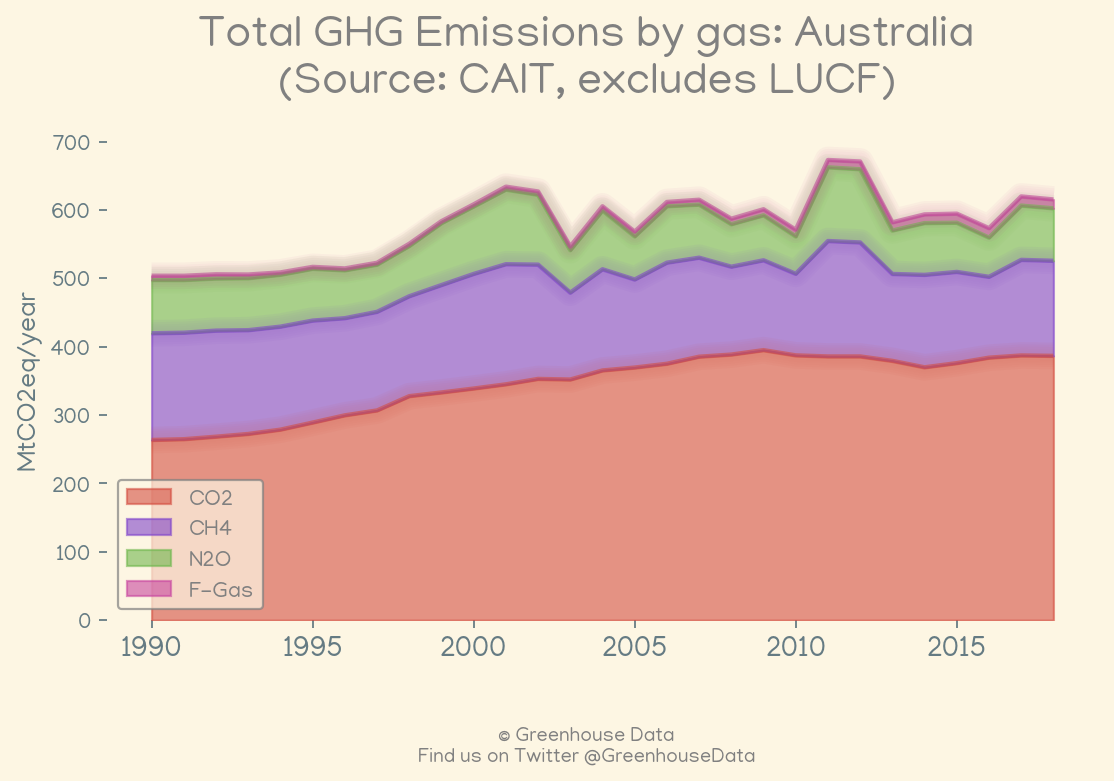 Total GHG Emissions by gas: Australia
(Source: CAIT, excludes LUCF)
MtCO2eq/year
700
600
500
400
300
200
100
0
CO2
CH4
N2O
F-Gas
1990 1995 2000 2005 2010 2015
© Greenhouse Data
Find us on Twitter @GreenhouseData